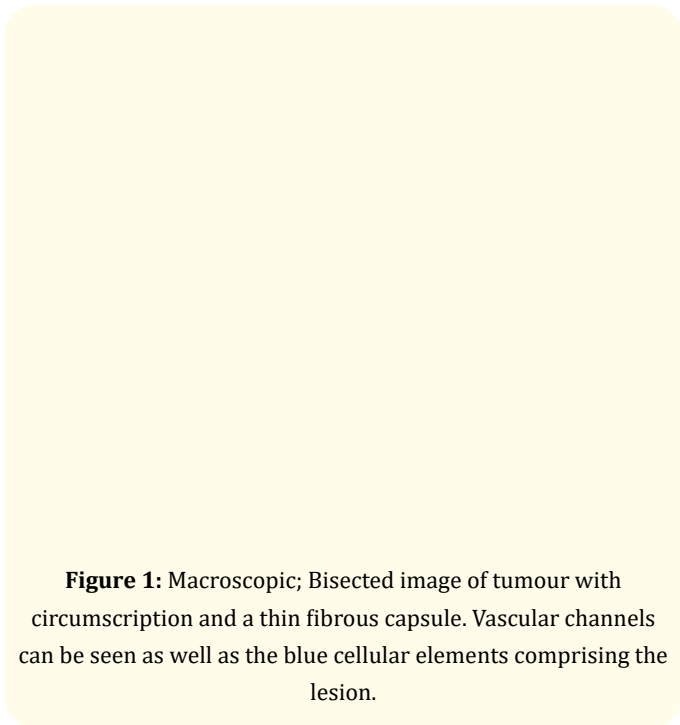 Figure 1: Macroscopic; Bisected image of tumour with
circumscription and a thin fibrous capsule. Vascular channels
can be seen as well as the blue cellular elements comprising the
lesion.